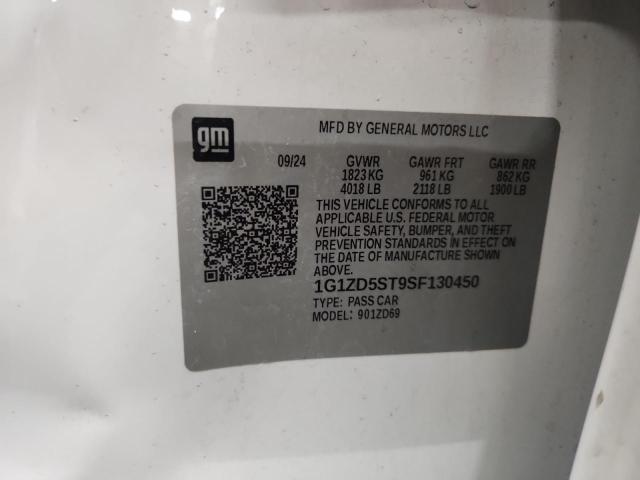 gm
MFD BY GENERAL MOTORS LLC
09/24 GVWR GAWR FRT GAWR RR
1823 KG 961 KG 862 KG
4018 LB 2118 LB 1900 LB
THIS VEHICLE CONFORMS TO ALL
APPLICABLE U.S. FEDERAL MOTOR
VEHICLE SAFETY, BUMPER, AND THEFT
PREVENTION STANDARDS IN EFFECT ON
THE DATE OF MANUFACTURE SHOWN
ABOVE.
1G1ZD5ST9SF130450
TYPE: PASS CAR
MODEL: 901ZD69